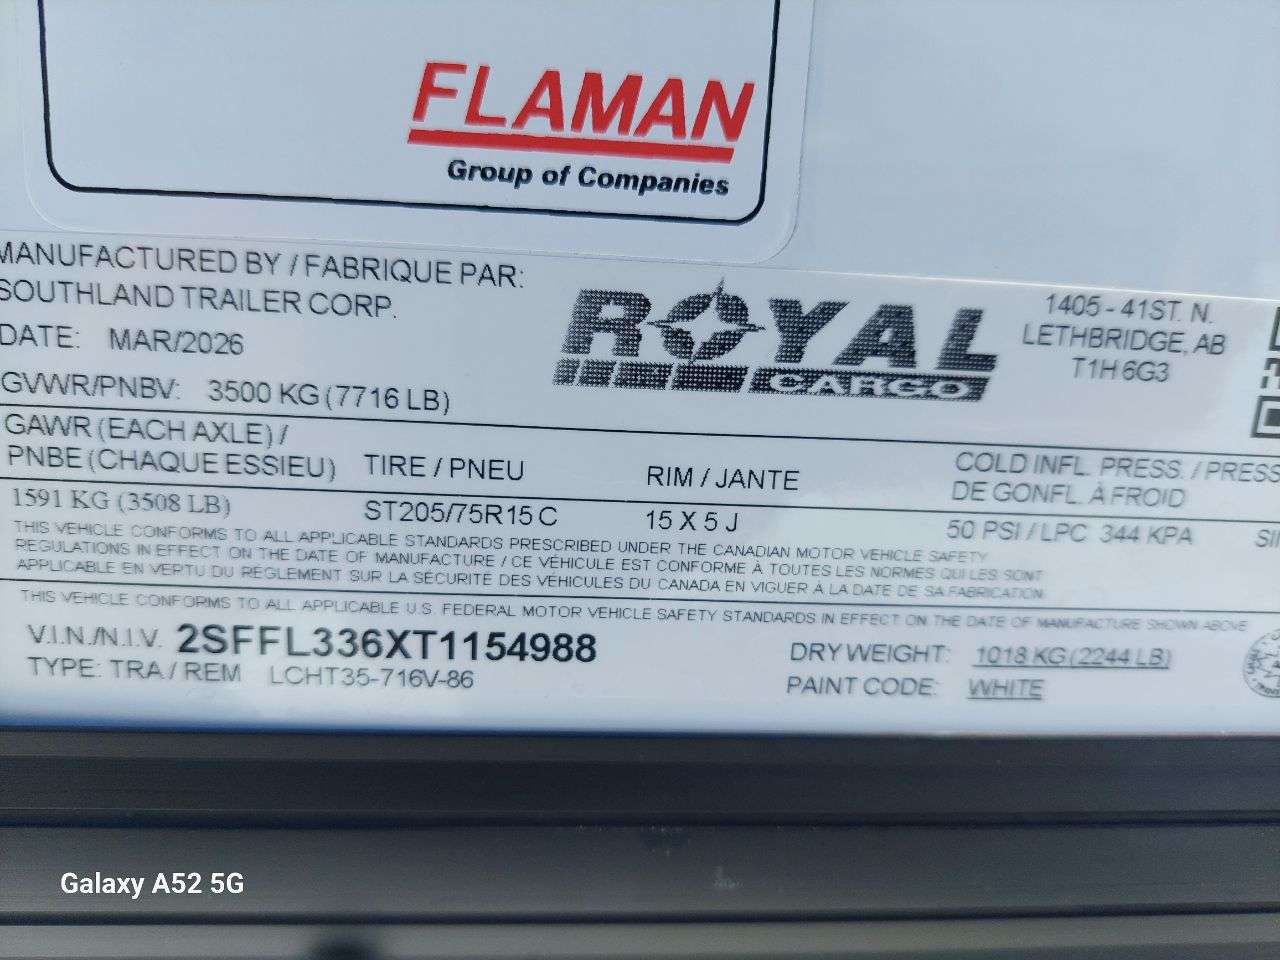 FLAMAN
Group of Companies
MANUFACTURED BY / FABRIQUE PAR:
SOUTHLAND TRAILER CORP.
DATE: MAR/2026
GVWR/PNBV: 3500 KG (7716 LB)
ROYAL
CARGO
1405 - 41ST. N.
LETHBRIDGE, AB
T1H 6G3
GAWR (EACH AXLE) /
PNBE (CHAQUE ESSIEU)
TIRE / PNEU
RIM / JANTE
COLD INFL. PRESS. / PRESS
DE GONFL. À FROID
1591 KG (3508 LB)
ST205/75R15 C
15 X 5 J
50 PSI / LPC 344 KPA
THIS VEHICLE CONFORMS TO ALL APPLICABLE STANDARDS PRESCRIBED UNDER THE CANADIAN MOTOR VEHICLE SAFETY
REGULATIONS IN EFFECT ON THE DATE OF MANUFACTURE / CE VÉHICULE EST CONFORME À TOUTES LES NORMES QUI LES SONT
APPLICABLE EN VERTU DU RÉGLEMENT SUR LA SÉCURITÉ DES VÉHICULES DU CANADA EN VIGUER À LA DATE DE SA FABRICATION.
THIS VEHICLE CONFORMS TO ALL APPLICABLE U.S. FEDERAL MOTOR VEHICLE SAFETY STANDARDS IN EFFECT ON THE DATE OF MANUFACTURE SHOWN ABOVE
V.I.N./N.I.V. 2SFFL336XT1154988
TYPE: TRA / REM LCHT35-716V-86
DRY WEIGHT: 1018 KG (2244 LB)
PAINT CODE: WHITE
Galaxy A52 5G